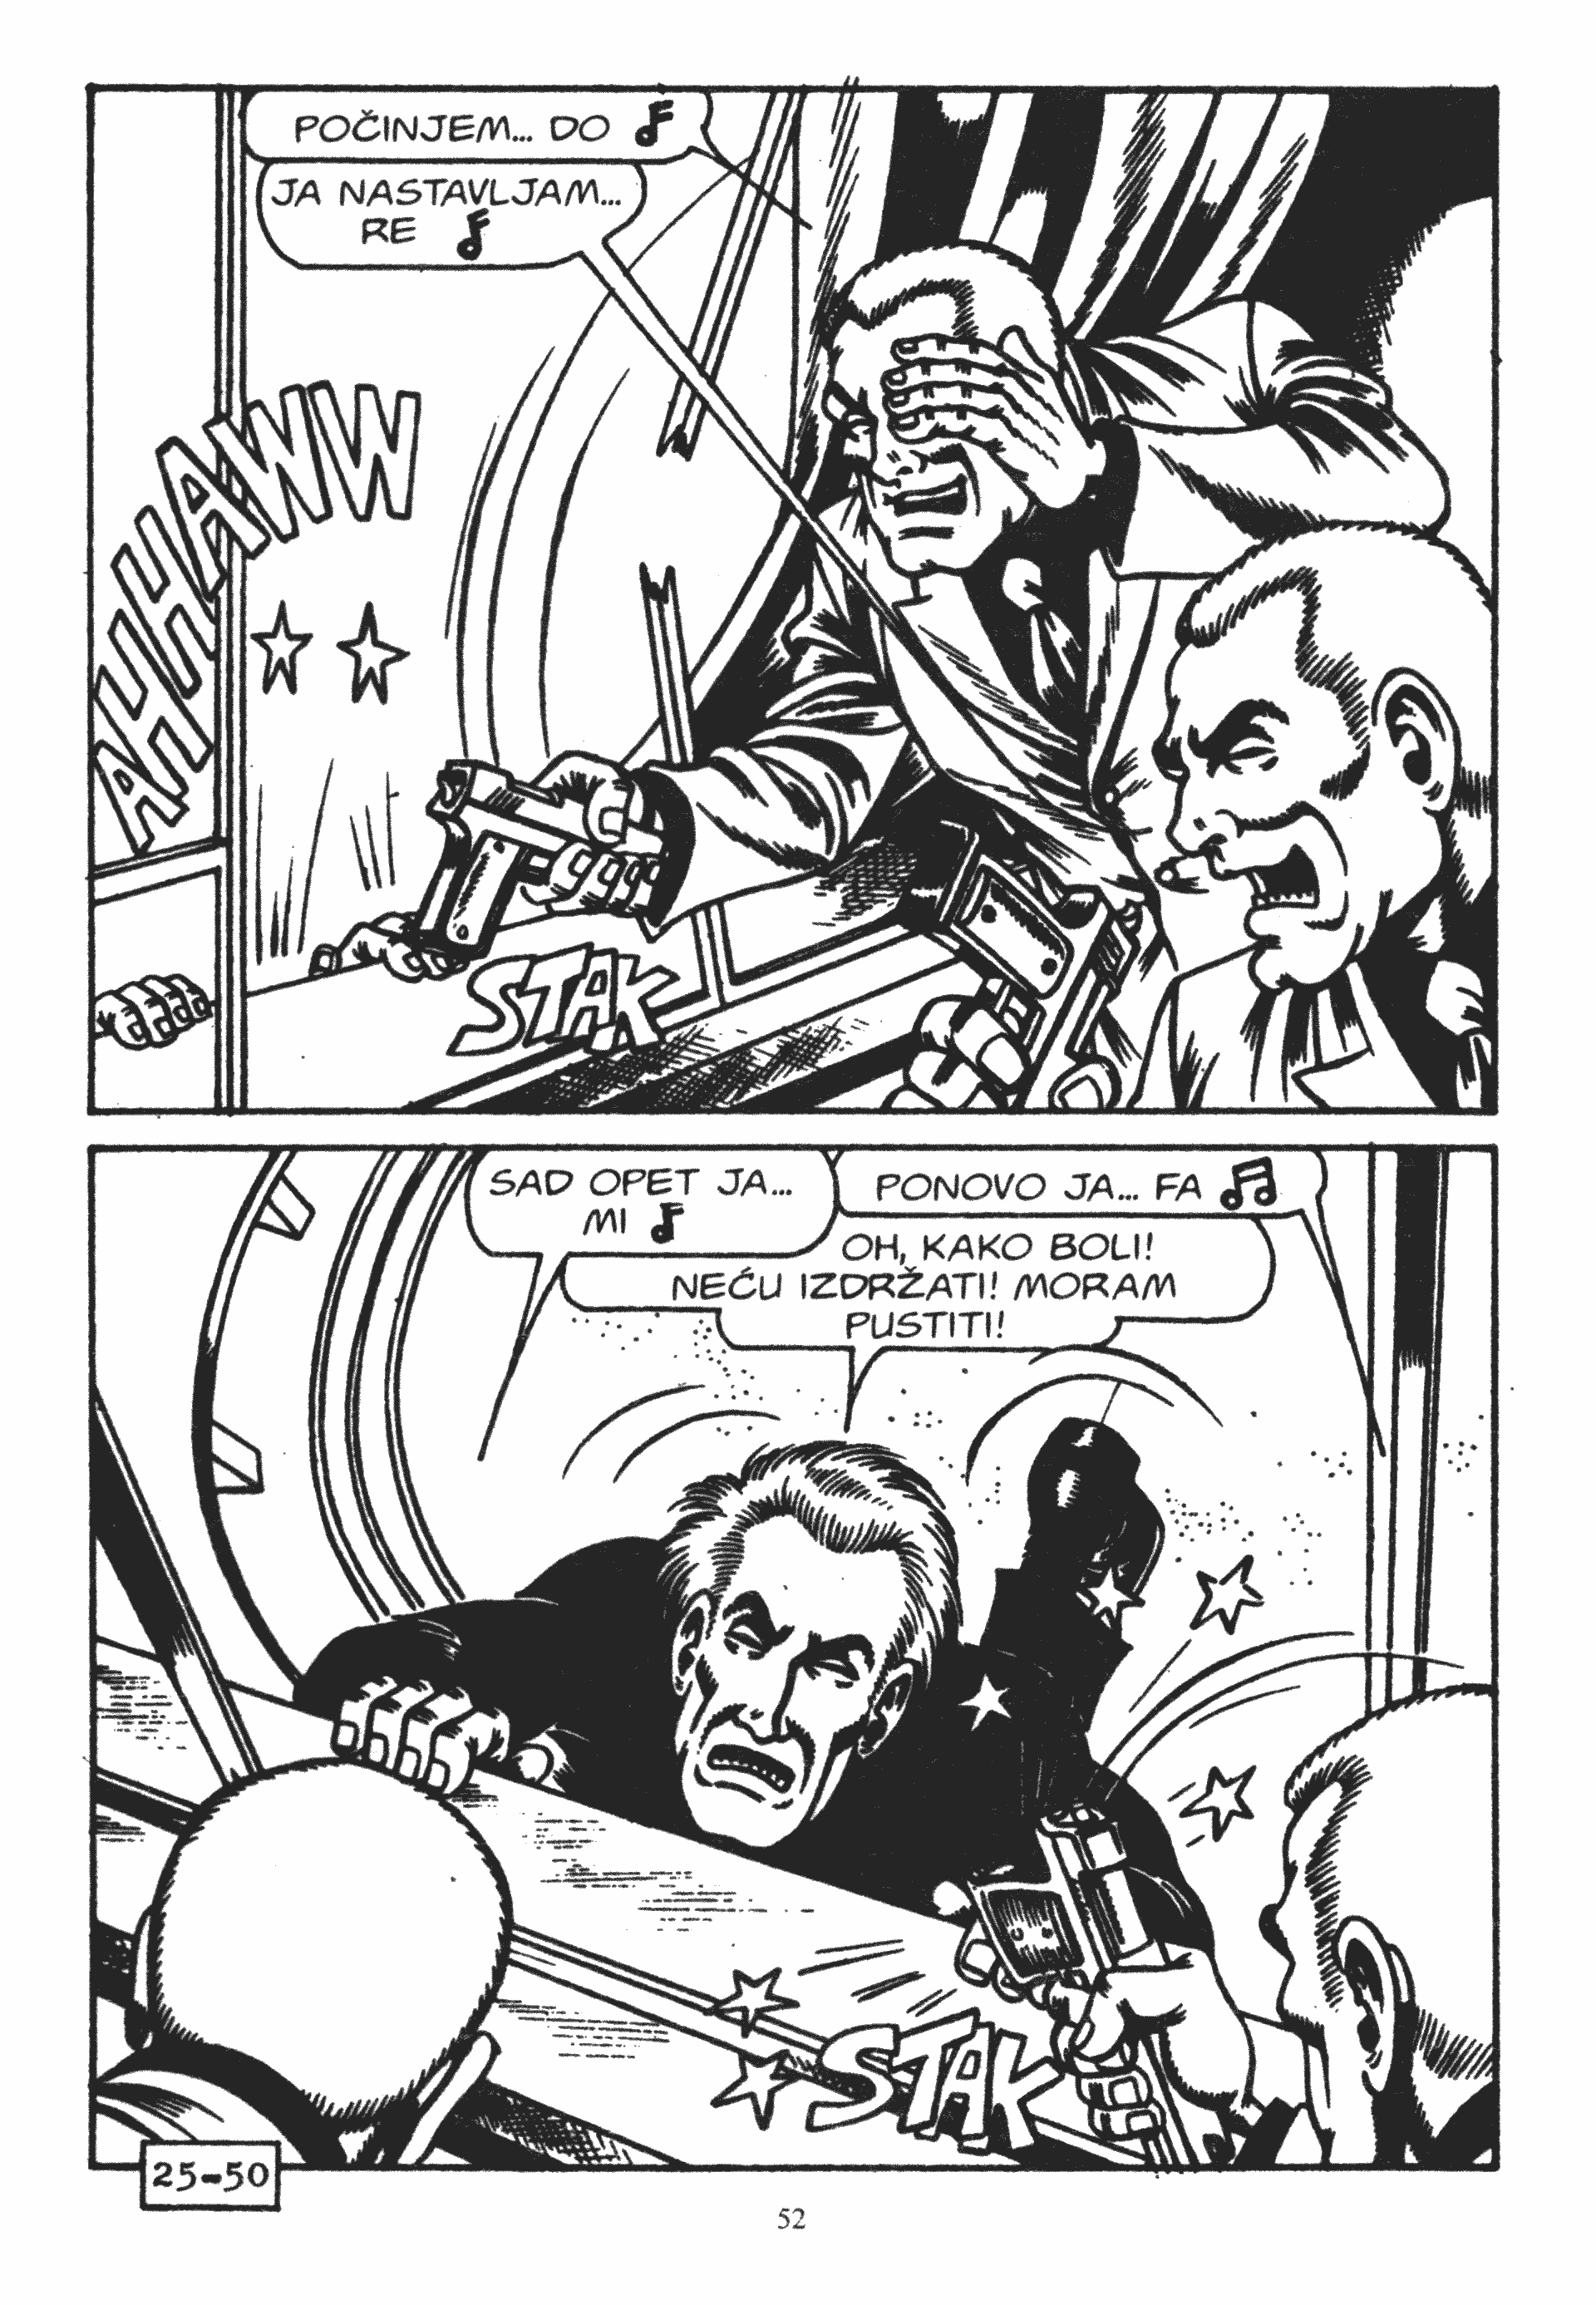 POČINJEM... DO
JA NASTAVLJAM...
RE
AHHHAWW
STAK
SAD OPET JA...
MI
PONOVO JA... FA
OH, KAKO BOLI!
NEĆU IZDRŽATI! MORAM
PUSTITI!
STAK
25-50
52